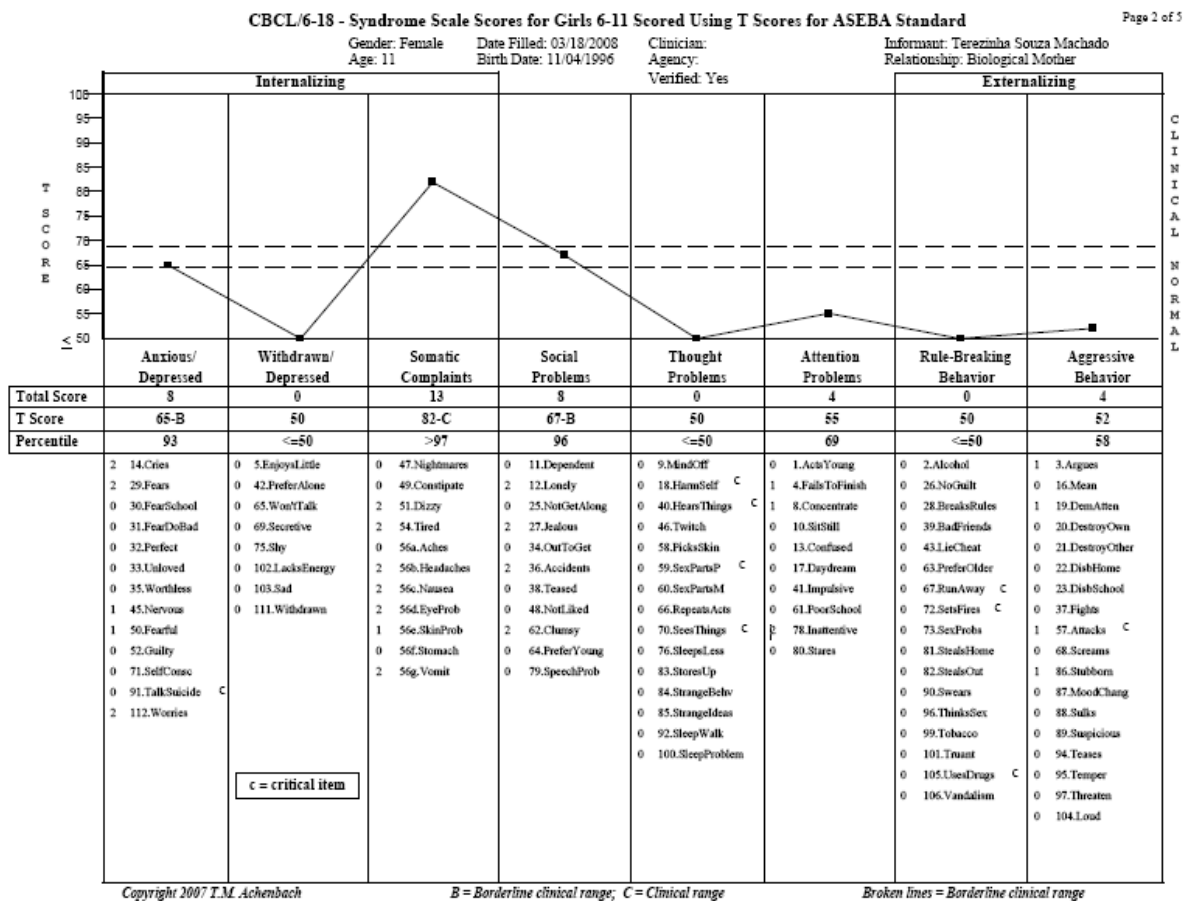 CBCL/6-18 - Syndrome Scale Scores for Girls 6-11 Scored Using T Scores for ASEBA Standard
Page 2 of 5
Gender: Female Date Filled: 03/18/2008 Clinician: Informant: Terezinha Souza Machado
Age: 11 Birth Date: 11/04/1996 Agency: Relationship: Biological Mother
Verified: Yes
Internalizing Externalizing
100
95
90
85
80
75
70
65
60
55
≤ 50
T SCORE
CLINICAL NORMAL
Anxious/ Withdrawn/ Somatic Social Thought Attention Rule-Breaking Aggressive
Depressed Depressed Complaints Problems Problems Problems Behavior Behavior
Total Score 8 0 13 8 0 4 0 4
T Score 65-B 50 82-C 67-B 50 55 50 52
Percentile 93 <=50 >97 96 <=50 69 <=50 58
2 14.Cries
2 29.Fears
0 30.FearSchool
0 31.FearDoBad
0 32.Perfect
0 33.Unloved
0 35.Worthless
1 45.Nervous
1 50.Fearful
0 52.Guilty
0 71.SelfConsc
0 91.TalkSuicide C
2 112.Worries
0 5.EnjoysLittle
0 42.PreferAlone
0 65.Won'tTalk
0 69.Secretive
0 75.Shy
0 102.LacksEnergy
0 103.Sad
0 111.Withdrawn
c = critical item
0 47.Nightmares
0 49.Constipate
2 51.Dizzy
2 54.Tired
0 56a.Aches
2 56b.Headaches
2 56c.Nausea
2 56d.EyeProb
1 56e.SkinProb
0 56f.Stomach
2 56g.Vomit
0 11.Dependent
2 12.Lonely
0 25.NotGetAlong
2 27.Jealous
0 34.OutToGet
2 36.Accidents
0 38.Teased
0 48.NotLiked
2 62.Clumsy
0 64.PreferYoung
0 79.SpeechProb
0 9.MindOff
0 18.HarmSelf C
0 40.HearsThings C
0 46.Twitch
0 58.PicksSkin
0 59.SexPartsP C
0 60.SexPartsM
0 66.RepeatsActs
0 70.SeesThings C
0 76.SleepsLess
0 83.StoresUp
0 84.StrangeBehv
0 85.StrangeIdeas
0 92.SleepWalk
0 100.SleepProblem
0 1.ActsYoung
1 4.FailsToFinish
1 8.Concentrate
0 10.SitStill
0 13.Confused
0 17.Daydream
0 41.Impulsive
0 61.PoorSchool
2 78.Inattentive
0 80.Stares
0 2.Alcohol
0 26.NoGuilt
0 28.BreaksRules
0 39.BadFriends
0 43.LieCheat
0 63.PreferOlder
0 67.RunAway C
0 72.SetsFires C
0 73.SexProbs
0 81.StealsHome
0 82.StealsOut
0 90.Swears
0 96.ThinksSex
0 99.Tobacco
0 101.Truant
0 105.UsesDrugs C
0 106.Vandalism
1 3.Argues
0 16.Mean
1 19.DemAtten
0 20.DestroyOwn
0 21.DestroyOther
0 22.DisbHome
0 23.DisbSchool
0 37.Fights
1 57.Attacks C
0 68.Screams
1 86.Stubborn
0 87.MoodChang
0 88.Sulks
0 89.Suspicious
0 94.Teases
0 95.Temper
0 97.Threaten
0 104.Loud
Copyright 2007 T.M. Achenbach B = Borderline clinical range; C = Clinical range Broken lines = Borderline clinical range